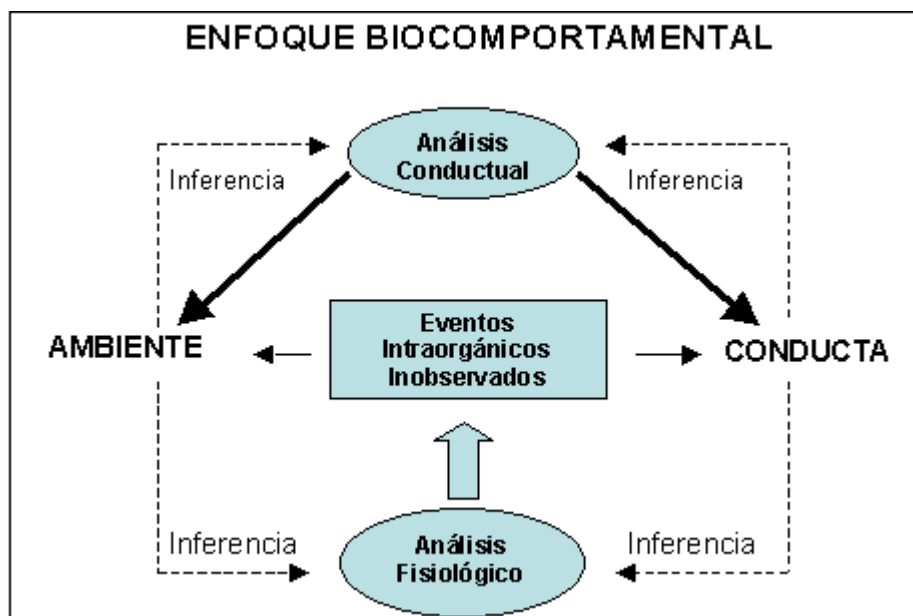 ENFOQUE BIOCOMPORTAMENTAL
Análisis
Conductual
Inferencia
Inferencia
Eventos
Intraorgánicos
Inobservados
AMBIENTE
CONDUCTA
Inferencia
Inferencia
Análisis
Fisiológico